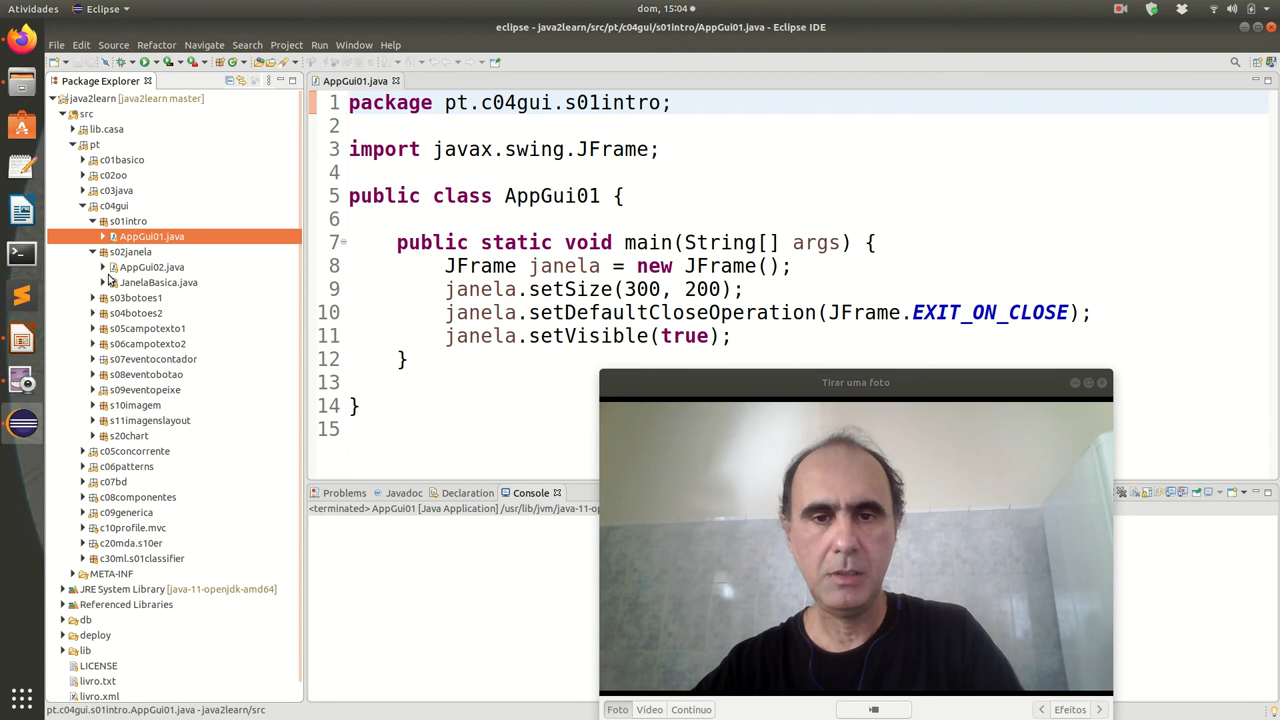 Atividades
Eclipse
dom, 15:04
eclipse - java2learn/src/pt/c04gui/s01intro/AppGui01.java - Eclipse IDE
File Edit Source Refactor Navigate Search Project Run Window Help
Package Explorer
java2learn [java2learn master]
src
lib.casa
pt
c01basico
c02oo
c03java
c04gui
s01intro
AppGui01.java
s02janela
AppGui02.java
JanelaBasica.java
s03botoes1
s04botoes2
s05campotexto1
s06campotexto2
s07eventocontador
s08eventobotao
s09eventopeixe
s10imagem
s11imagenslayout
s20chart
c05concorrente
c06patterns
c07bd
c08componentes
c09generica
c10profile.mvc
c20mda.s10er
c30ml.s01classifier
META-INF
JRE System Library [java-11-openjdk-amd64]
Referenced Libraries
db
deploy
lib
LICENSE
livro.txt
livro.xml
pt.c04gui.s01intro.AppGui01.java - java2learn/src
AppGui01.java
1 package pt.c04gui.s01intro;
2
3 import javax.swing.JFrame;
4
5 public class AppGui01 {
6
7 public static void main(String[] args) {
8 JFrame janela = new JFrame();
9 janela.setSize(300, 200);
10 janela.setDefaultCloseOperation(JFrame.EXIT_ON_CLOSE);
11 janela.setVisible(true);
12 }
13
14 }
15
Problems Javadoc Declaration Console
<terminated> AppGui01 [Java Application] /usr/lib/jvm/java-11-o
Tirar uma foto
Foto Vídeo Contínuo
Efeitos